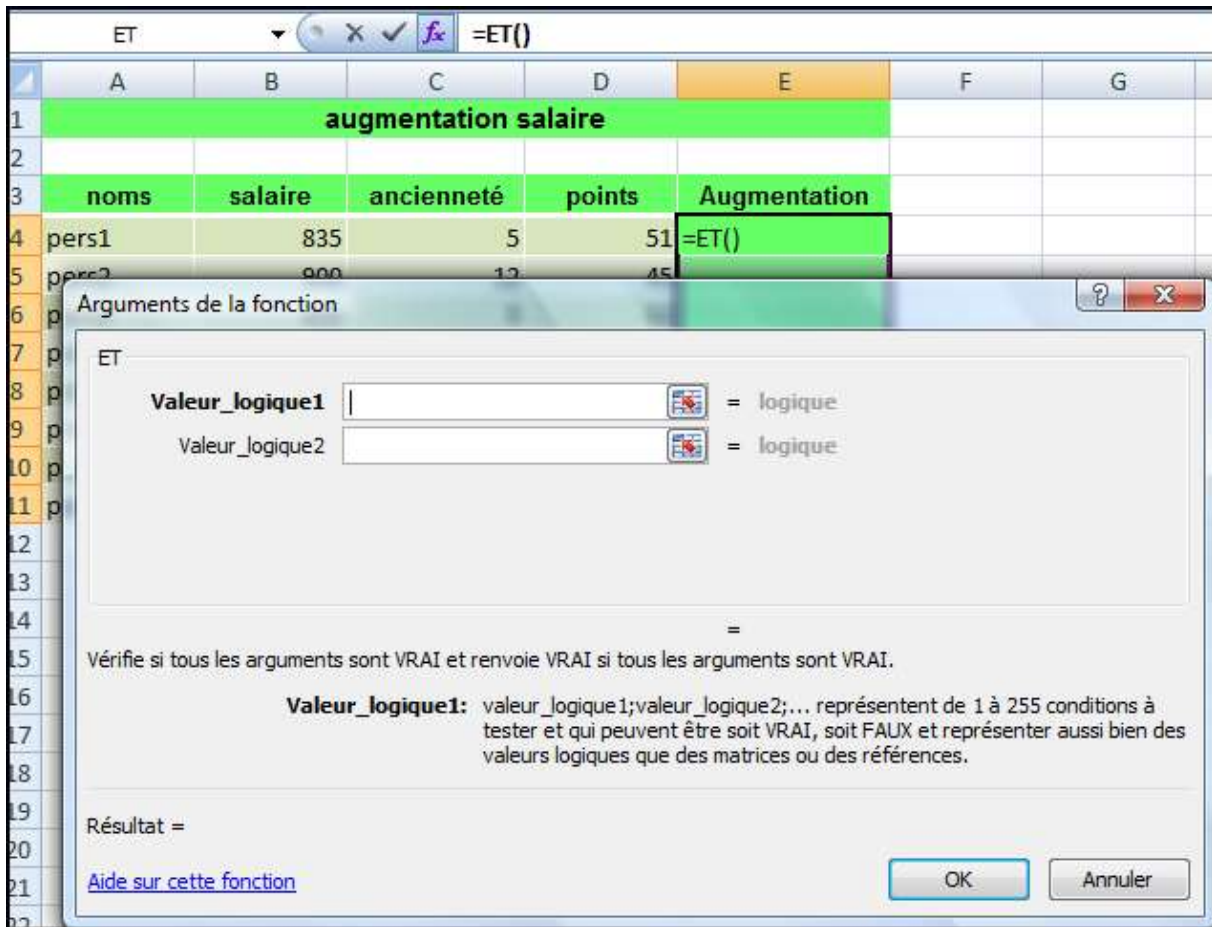 ET =ET()
A B C D E F G
1 augmentation salaire
2
3 noms salaire ancienneté points Augmentation
4 pers1 835 5 51 =ET()
5 pers2 900 12 45
6 p
7 p
8 p
9 p
10 p
11 p
12
13
14
15
16
17
18
19
20
21
22
Arguments de la fonction
ET
Valeur_logique1 = logique
Valeur_logique2 = logique
=
Vérifie si tous les arguments sont VRAI et renvoie VRAI si tous les arguments sont VRAI.
Valeur_logique1: valeur_logique1;valeur_logique2;... représentent de 1 à 255 conditions à
tester et qui peuvent être soit VRAI, soit FAUX et représenter aussi bien des
valeurs logiques que des matrices ou des références.
Résultat =
Aide sur cette fonction OK Annuler